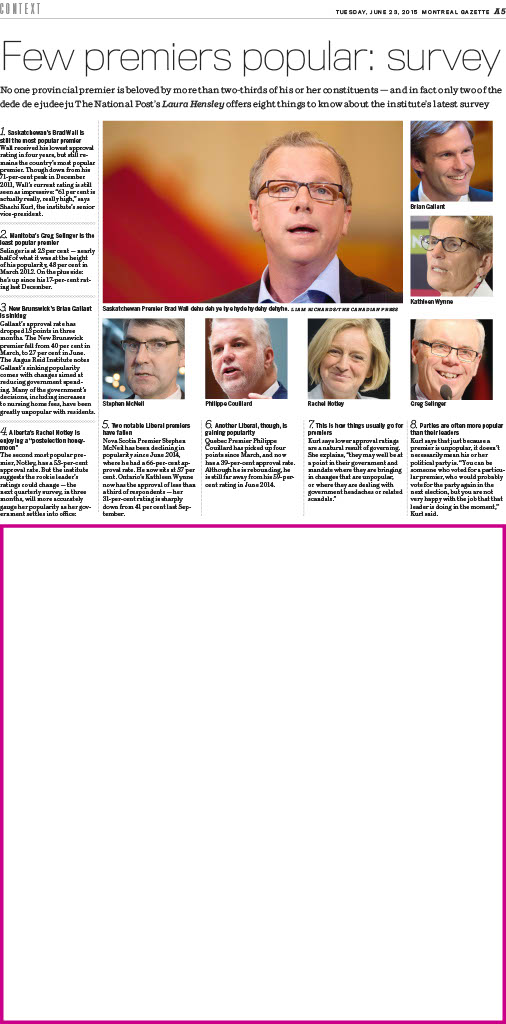 CONTEXT
TUESDAY, JUNE 23, 2015 MONTREAL GAZETTE A5
Few premiers popular: survey
No one provincial premier is beloved by more than two-thirds of his or her constituents — and in fact only two of the
dede de ejudeeju The National Post's Laura Hensley offers eight things to know about the institute's latest survey
1. Saskatchewan's Brad Wall is
still the most popular premier
Wall received his lowest approval
rating in four years, but still re-
mains the country's most popular
premier. Though down from his
71-per-cent peak in December
2011, Wall's current rating is still
seen as impressive: "61 per cent is
actually really, really high," says
Shachi Kurl, the institute's senior
vice-president.
2. Manitoba's Greg Selinger is the
least popular premier
Selinger is at 23 per cent — nearly
half of what it was at the height
of his popularity, 48 per cent in
March 2012. On the plus side:
he's up since his 17-per-cent rat-
ing last December.
3. New Brunswick's Brian Gallant
is sinking
Gallant's approval rate has
dropped 13 points in three
months. The New Brunswick
premier fell from 40 per cent in
March, to 27 per cent in June.
The Angus Reid Institute notes
Gallant's sinking popularity
comes with changes aimed at
reducing government spend-
ing. Many of the government's
decisions, including increases
to nursing home fees, have been
greatly unpopular with residents.
4. Alberta's Rachel Notley is
enjoying a "postelection honey-
moon"
The second most popular pre-
mier, Notley, has a 53-per-cent
approval rate. But the institute
suggests the rookie leader's
ratings could change — the
next quarterly survey, is three
months, will more accurately
gauge her popularity as her gov-
ernment settles into office.
Saskatchewan Premier Brad Wall
LIAM RICHARDS/THE CANADIAN PRESS
Brian Gallant
Kathleen Wynne
Stephen McNeil
Philippe Couillard
Rachel Notley
Greg Selinger
5. Two notable Liberal premiers
have fallen
Nova Scotia Premier Stephen
McNeil has been declining in
popularity since June 2014,
where he had a 66-per-cent ap-
proval rate. He now sits at 37 per
cent. Ontario's Kathleen Wynne
now has the approval of less than
a third of respondents — her
31-per-cent rating is sharply
down from 41 per cent last Sep-
tember.
6. Another Liberal, though, is
gaining popularity
Quebec Premier Philippe
Couillard has picked up four
points since March, and now
has a 39-per-cent approval rate.
Although he is rebounding, he
is still far away from his 59-per-
cent rating in June 2014.
7. This is how things usually go for
premiers
Kurl says lower approval ratings
are a natural result of governing.
She explains, "they may well be at
a point in their government and
mandate where they are bringing
in changes that are unpopular,
or where they are dealing with
government headaches or related
scandals."
8. Parties are often more popular
than their leaders
Kurl says that just because a
premier is unpopular, it doesn't
necessarily mean his or her
political party is. "You can be
someone who voted for a particu-
lar premier, who would probably
vote for the party again in the
next election, but you are not
very happy with the job that that
leader is doing in the moment,"
Kurl said.